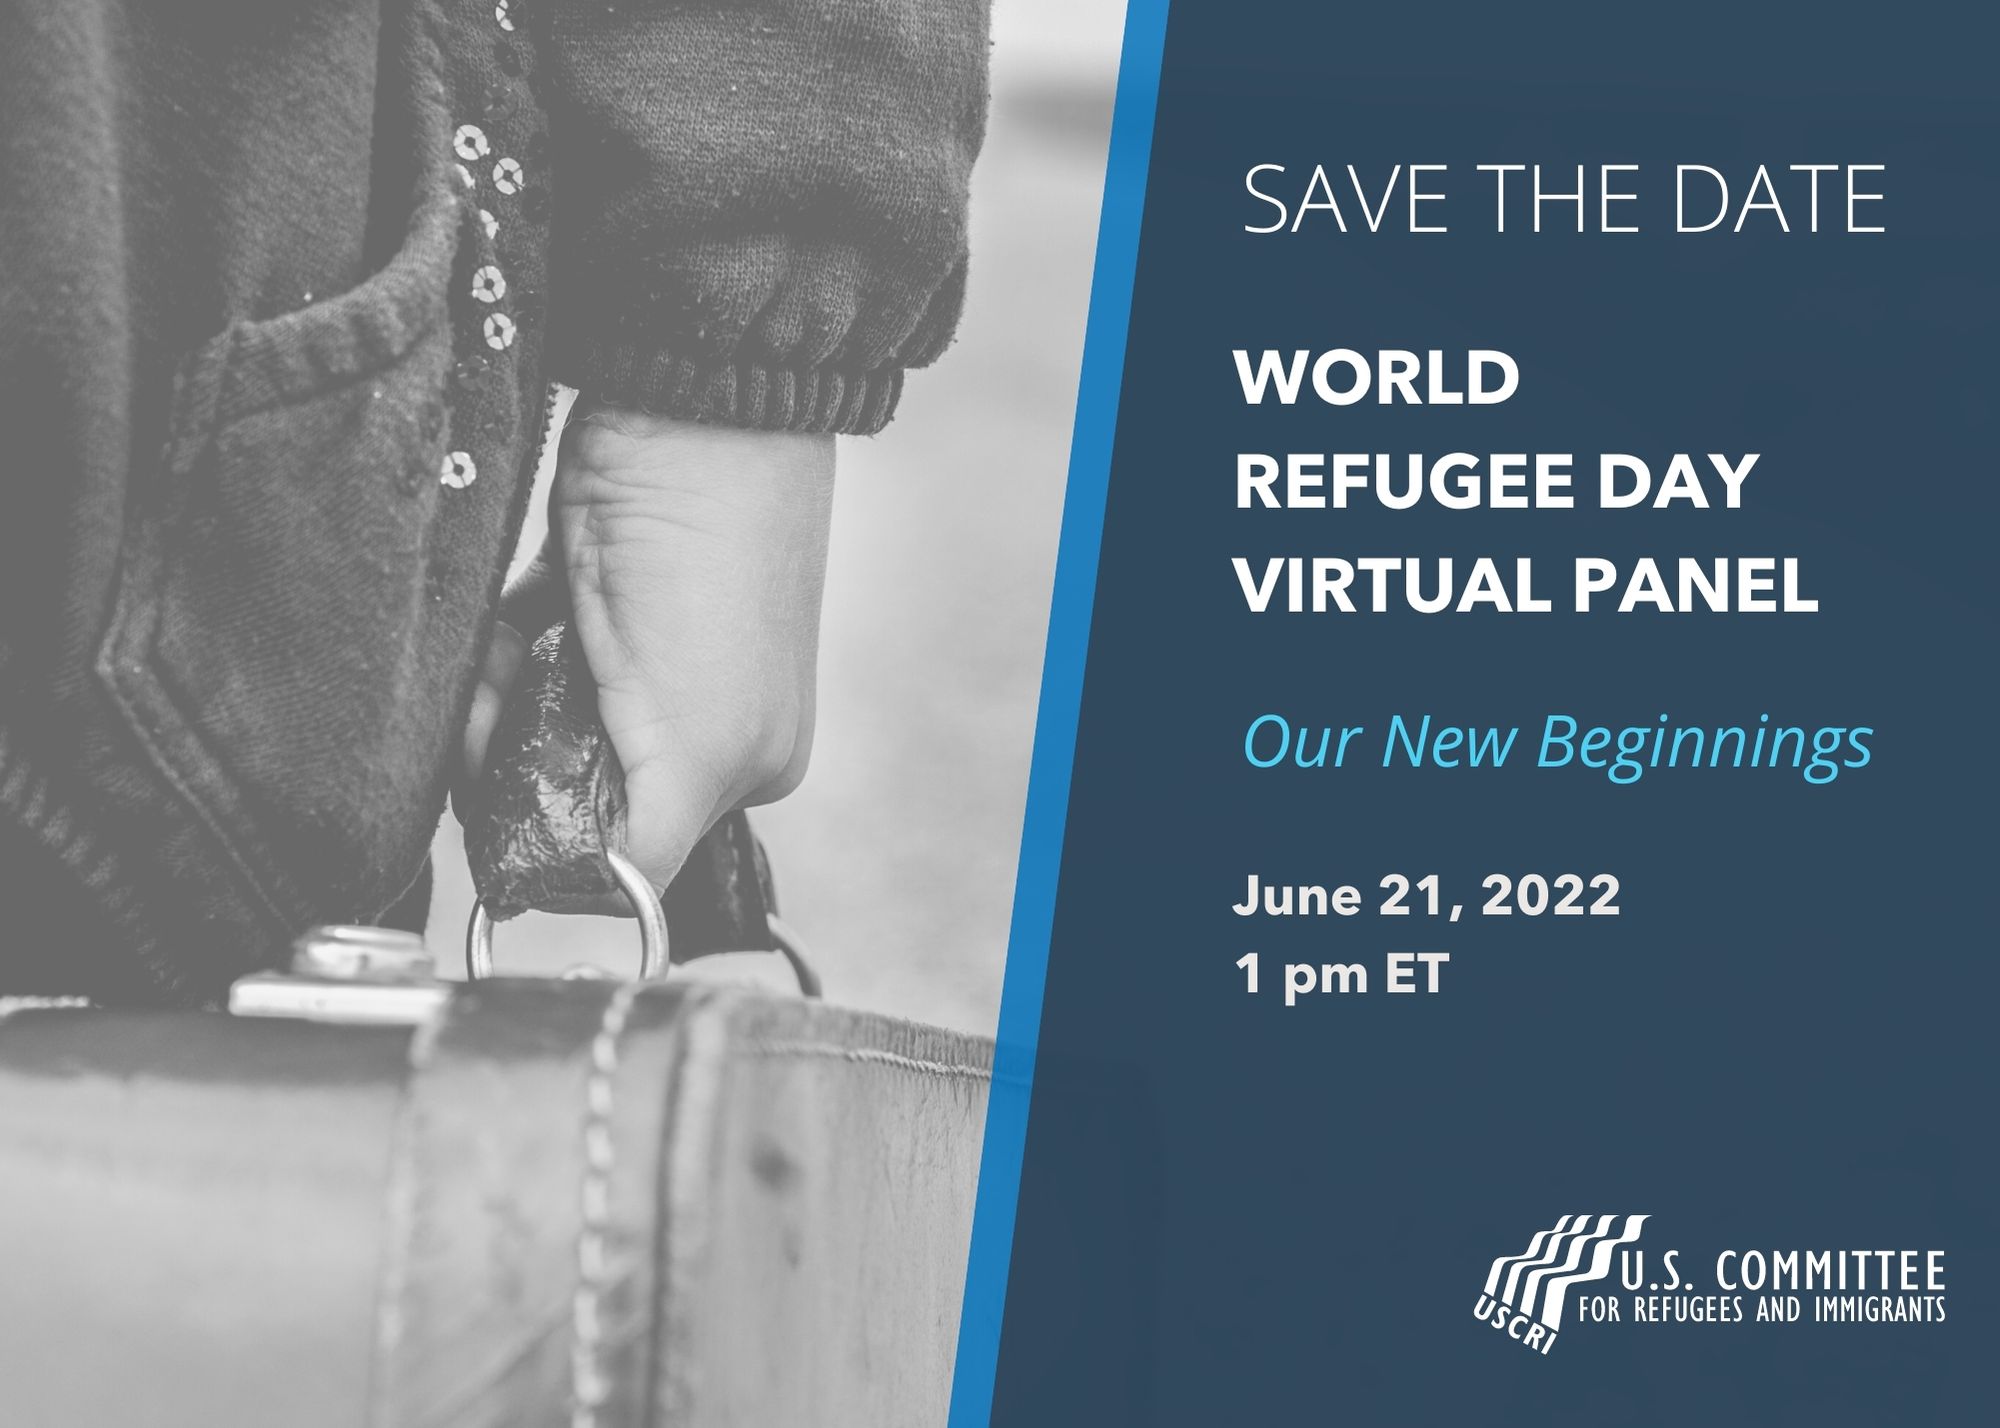 SAVE THE DATE
WORLD
REFUGEE DAY
VIRTUAL PANEL
Our New Beginnings
June 21, 2022
1 pm ET
U.S. COMMITTEE
FOR REFUGEES AND IMMIGRANTS
USCRI